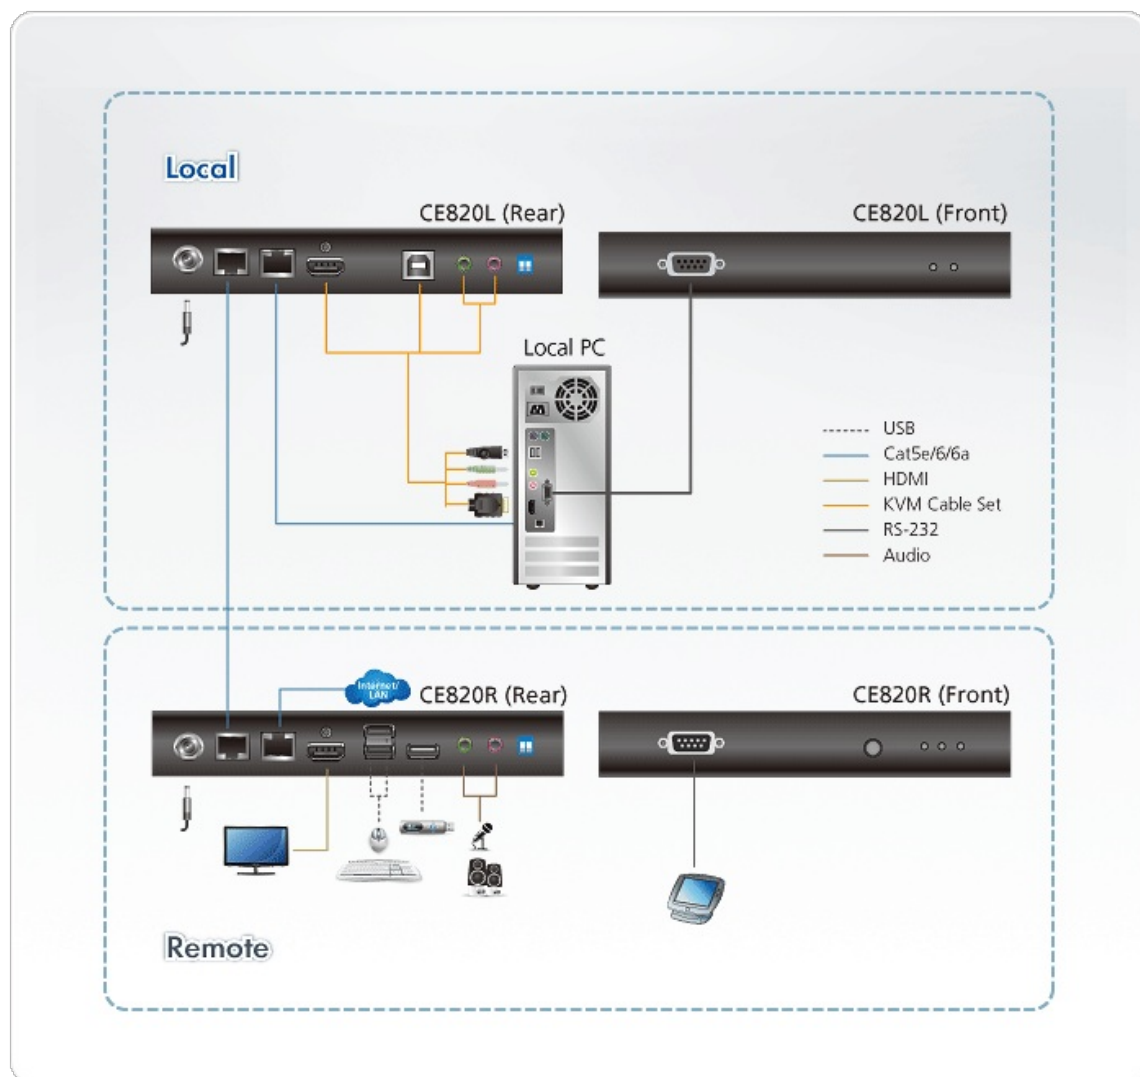 Local
CE820L (Rear)
CE820L (Front)
Local PC
USB
Cat5e/6/6a
HDMI
KVM Cable Set
RS-232
Audio
Internet/
LAN
CE820R (Rear)
CE820R (Front)
Remote